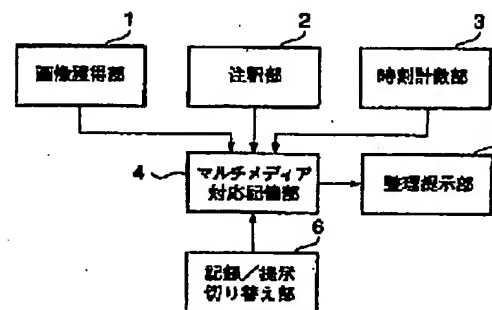 1
2
3
画像獲得部
注釈部
時刻計数部
4
マルチメディア
対応記憶部
整理提示部
6
記録／提示
切り替え部